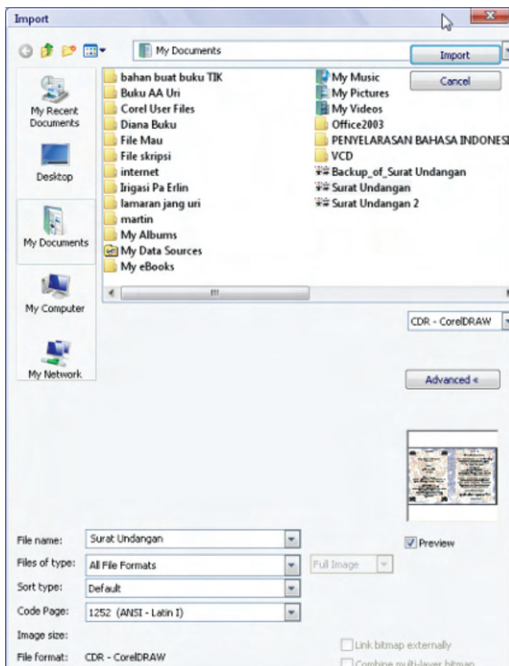 Import
My Documents
Import
Cancel
My Recent
Documents
Desktop
My Documents
My Computer
My Network
bahan buat buku TIK
Buku AA Uri
Corel User Files
Diana Buku
File Mau
File skripsi
internet
Irigasi Pa Erlin
lamaran jang uri
martin
My Albums
My Data Sources
My eBooks
My Music
My Pictures
My Videos
Office2003
PENYELARASAN BAHASA INDONESI
VCD
Backup_of_Surat Undangan
Surat Undangan
Surat Undangan 2
CDR - CorelDRAW
Advanced «
Preview
File name: Surat Undangan
Files of type: All File Formats Full Image
Sort type: Default
Code Page: 1252 (ANSI - Latin I)
Image size:
Link bitmap externally
File format: CDR - CorelDRAW
Combine multi-layer bitmap